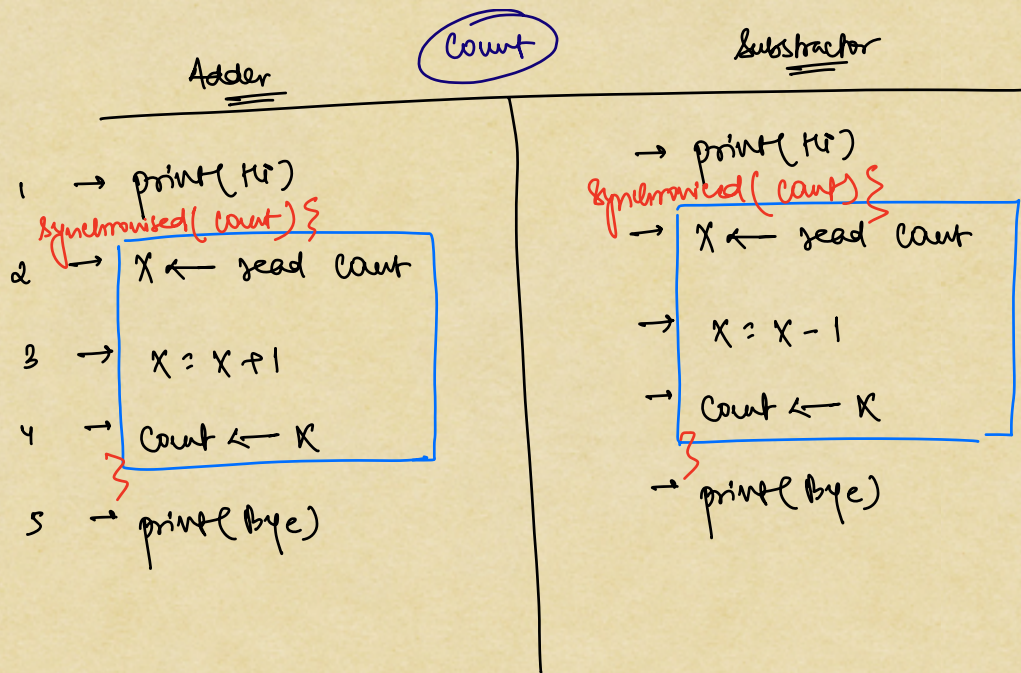 Count
Adder
Substractor
1 → print(Hi)
synchronised( count) {
2 → X ← read count
3 → X = X + 1
4 → Count ← X
}
5 → print(Bye)
→ print(Hi)
Synchronised( count) {
→ X ← read count
→ X = X - 1
→ Count ← X
}
→ print(Bye)